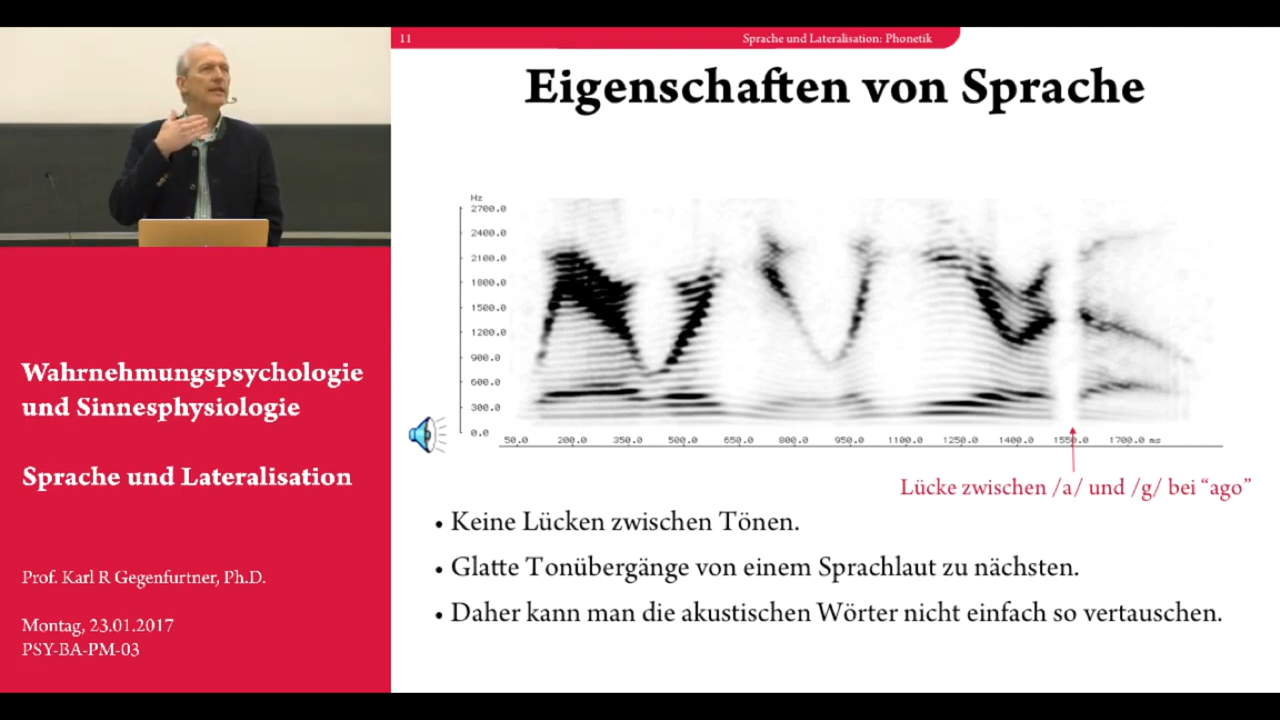 11
Sprache und Lateralisation: Phonetik
Eigenschaften von Sprache
Hz
2700.0
2400.0
2100.0
1800.0
1500.0
1200.0
900.0
600.0
300.0
0.0
50.0 200.0 350.0 500.0 650.0 800.0 950.0 1100.0 1250.0 1400.0 1550.0 1700.0 ms
Lücke zwischen /a/ und /g/ bei “ago”
• Keine Lücken zwischen Tönen.
• Glatte Tonübergänge von einem Sprachlaut zu nächsten.
• Daher kann man die akustischen Wörter nicht einfach so vertauschen.
Wahrnehmungspsychologie
und Sinnesphysiologie
Sprache und Lateralisation
Prof. Karl R Gegenfurtner, Ph.D.
Montag, 23.01.2017
PSY-BA-PM-03